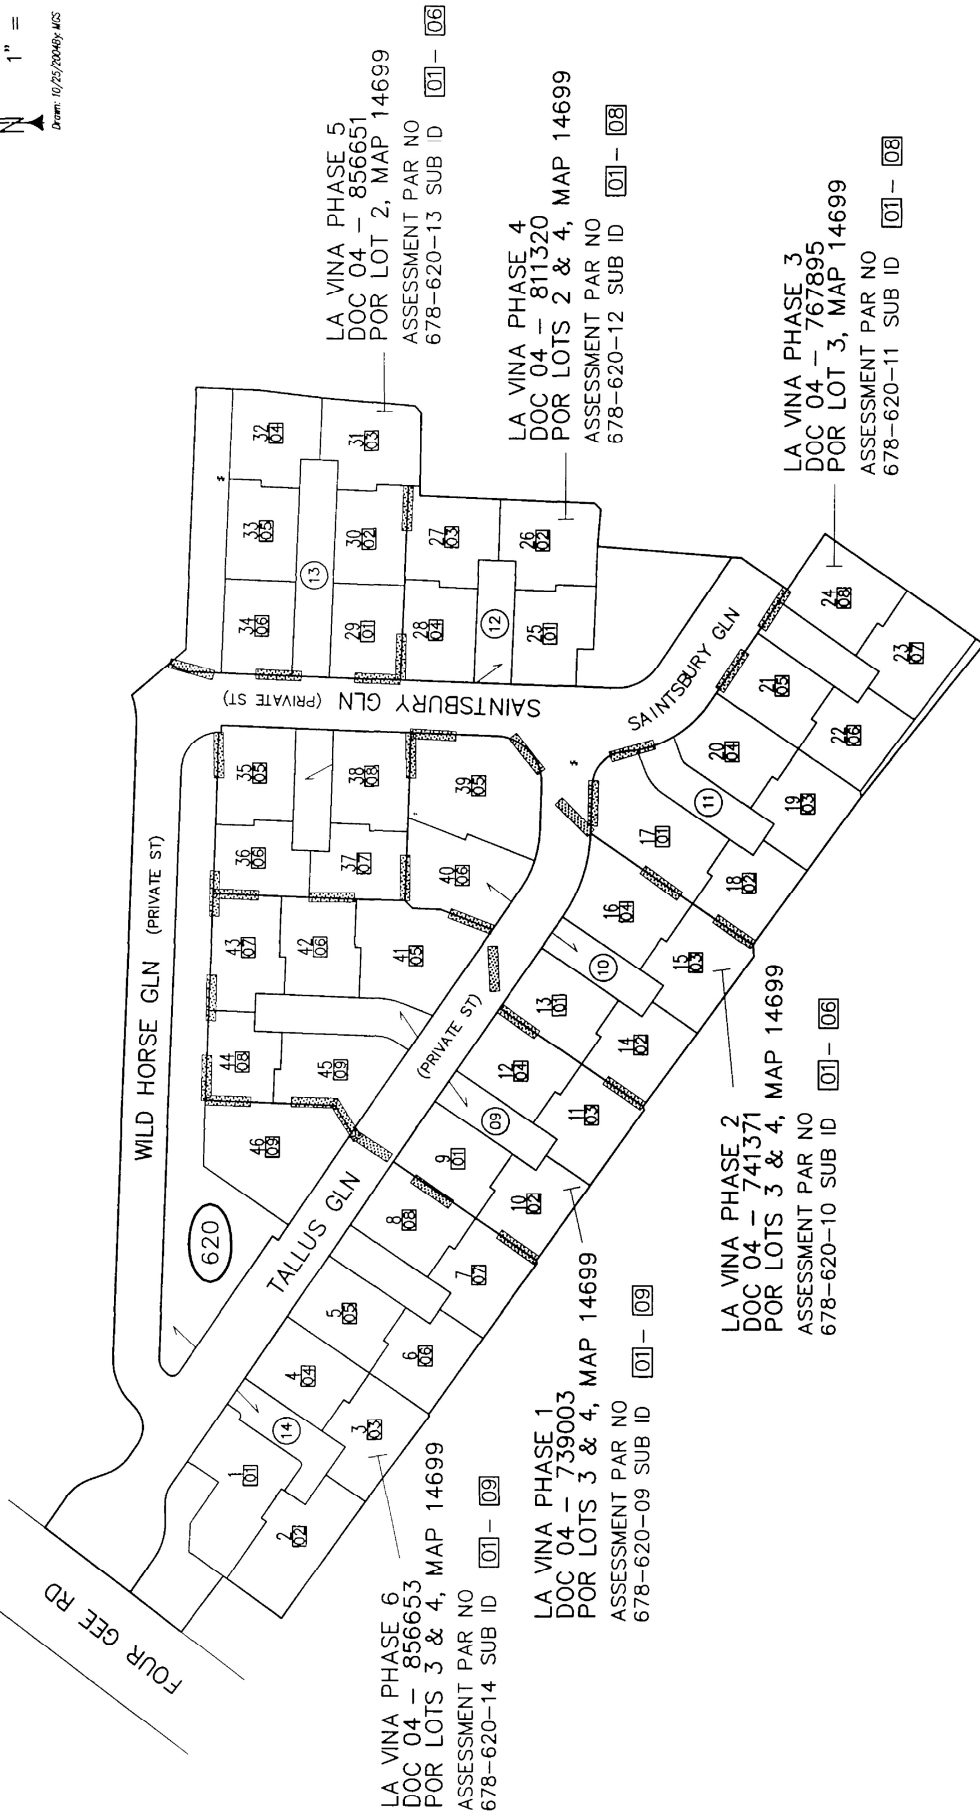 N
1" =
Drawn: 10/25/2004By: MGS
LA VINA PHASE 5
DOC 04 – 856651
POR LOT 2, MAP 14699
ASSESSMENT PAR NO
678–620–13 SUB ID 01 – 06
LA VINA PHASE 4
DOC 04 – 811320
POR LOTS 2 & 4, MAP 14699
ASSESSMENT PAR NO
678–620–12 SUB ID 01 – 08
LA VINA PHASE 3
DOC 04 – 767895
POR LOT 3, MAP 14699
ASSESSMENT PAR NO
678–620–11 SUB ID 01 – 08
LA VINA PHASE 2
DOC 04 – 741371
POR LOTS 3 & 4, MAP 14699
ASSESSMENT PAR NO
678–620–10 SUB ID 01 – 06
LA VINA PHASE 1
DOC 04 – 739003
POR LOTS 3 & 4, MAP 14699
ASSESSMENT PAR NO
678–620–09 SUB ID 01 – 09
LA VINA PHASE 6
DOC 04 – 856653
POR LOTS 3 & 4, MAP 14699
ASSESSMENT PAR NO
678–620–14 SUB ID 01 – 09
FOUR GEE RD
WILD HORSE GLN (PRIVATE ST)
TALLUS GLN
(PRIVATE ST)
SAINTSBURY GLN (PRIVATE ST)
SAINTSBURY GLN
620
1
01
2
02
3
03
4
04
5
05
6
06
7
07
8
08
14
9
01
10
02
11
03
12
04
09
13
01
14
02
15
03
16
04
10
17
01
18
02
19
03
20
04
21
05
22
06
23
07
24
08
11
25
01
26
02
27
03
28
04
12
29
01
30
02
31
03
32
04
33
05
34
06
13
35
05
36
06
37
07
38
08
39
05
40
06
41
05
42
06
43
07
44
08
45
09
46
09